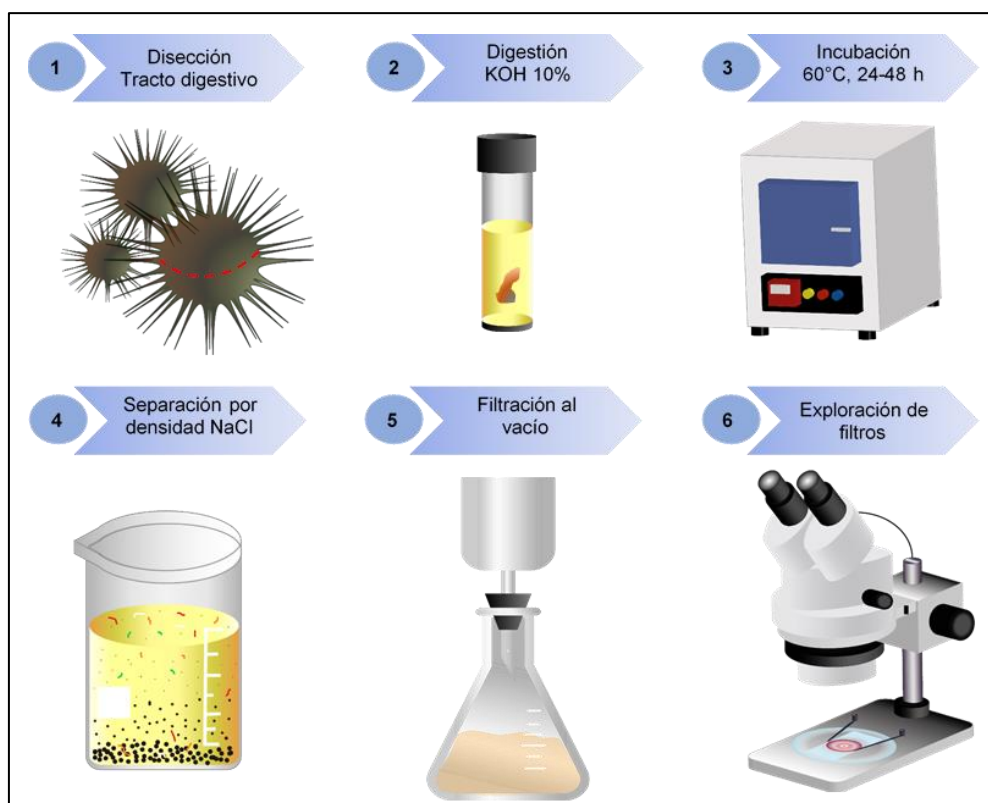 1
Disección
Tracto digestivo
2
Digestión
KOH 10%
3
Incubación
60°C, 24-48 h
4
Separación por
densidad NaCl
5
Filtración al
vacío
6
Exploración de
filtros